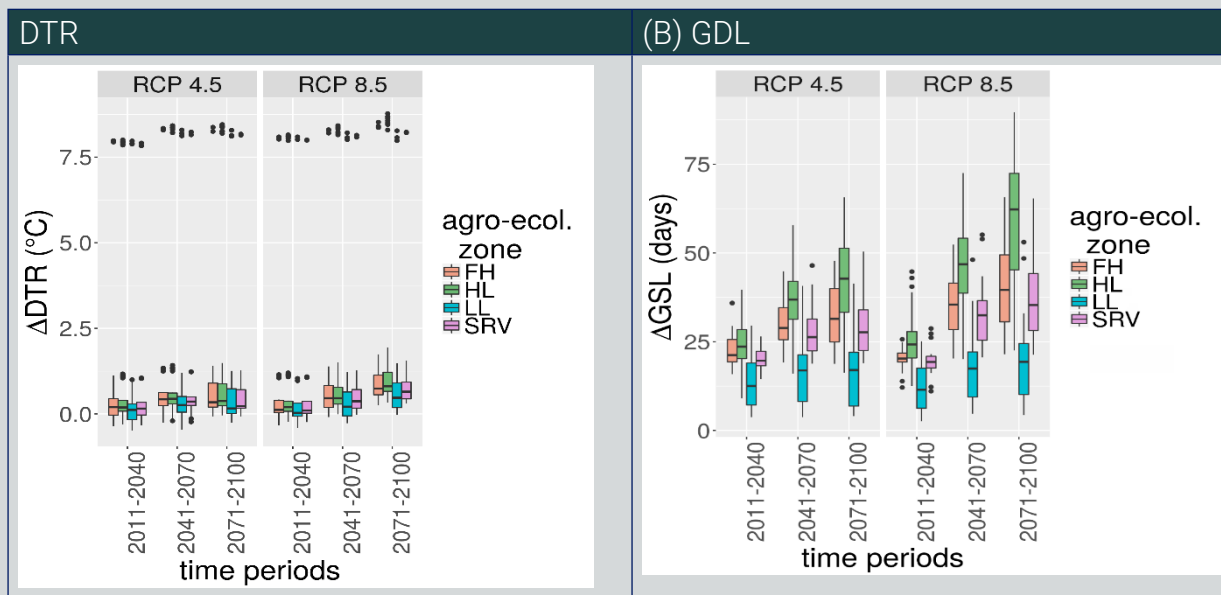 DTR
(B) GDL
RCP 4.5
RCP 8.5
7.5
5.0
2.5
0.0
ΔDTR (°C)
2011-2040
2041-2070
2071-2100
2011-2040
2041-2070
2071-2100
time periods
agro-ecol.
zone
FH
HL
LL
SRV
RCP 4.5
RCP 8.5
75
50
25
0
ΔGSL (days)
2011-2040
2041-2070
2071-2100
2011-2040
2041-2070
2071-2100
time periods
agro-ecol.
zone
FH
HL
LL
SRV